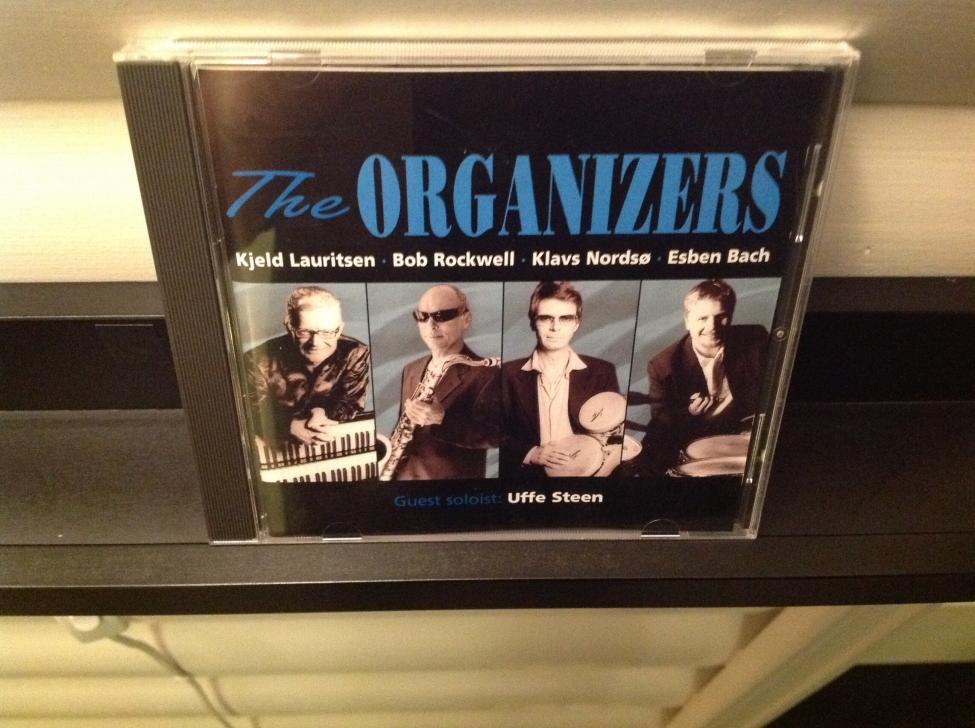 The ORGANIZERS
Kjeld Lauritsen · Bob Rockwell · Klavs Nordsø · Esben Bach
Guest soloist: Uffe Steen